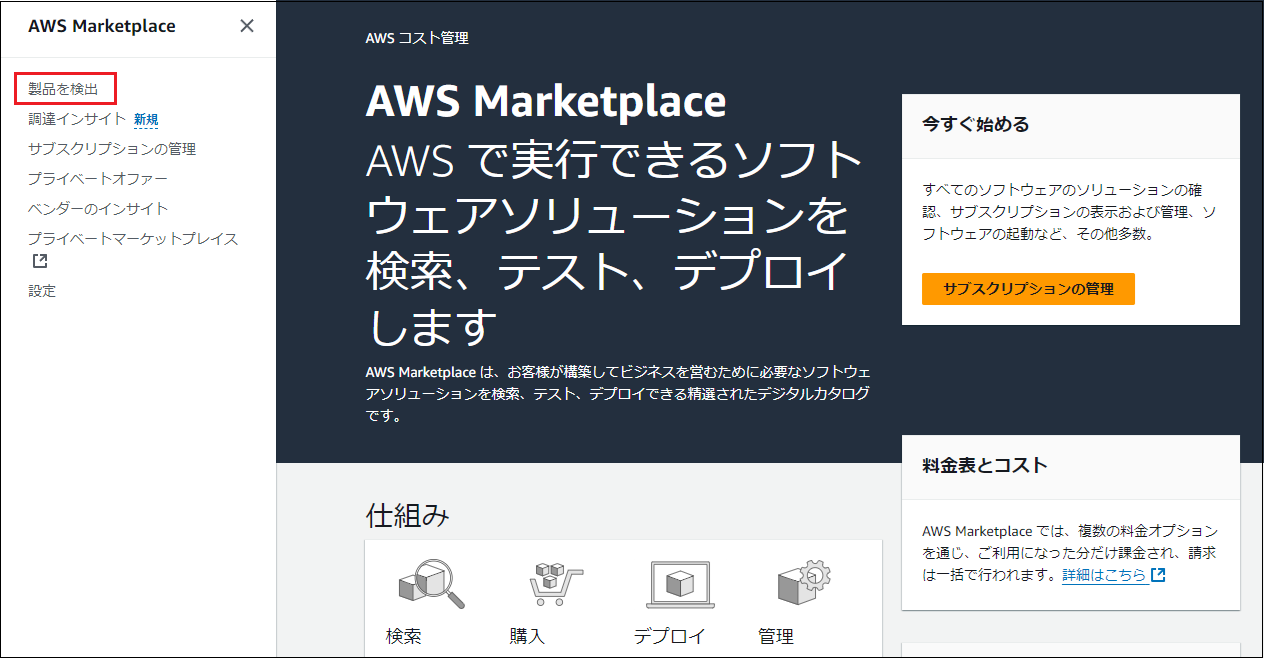 AWS Marketplace
製品を検出
調達インサイト 新規
サブスクリプションの管理
プライベートオファー
ベンダーのインサイト
プライベートマーケットプレイス
設定
AWS コスト管理
AWS Marketplace
AWS で実行できるソフト
ウェアソリューションを
検索、テスト、デプロイ
します
AWS Marketplace は、お客様が構築してビジネスを営むために必要なソフトウェ
アソリューションを検索、テスト、デプロイできる精選されたデジタルカタログ
です。
今すぐ始める
すべてのソフトウェアのソリューションの確
認、サブスクリプションの表示および管理、ソ
フトウェアの起動など、その他多数。
サブスクリプションの管理
料金表とコスト
AWS Marketplace では、複数の料金オプション
を通じ、ご利用になった分だけ課金され、請求
は一括で行われます。詳細はこちら
仕組み
検索
購入
デプロイ
管理